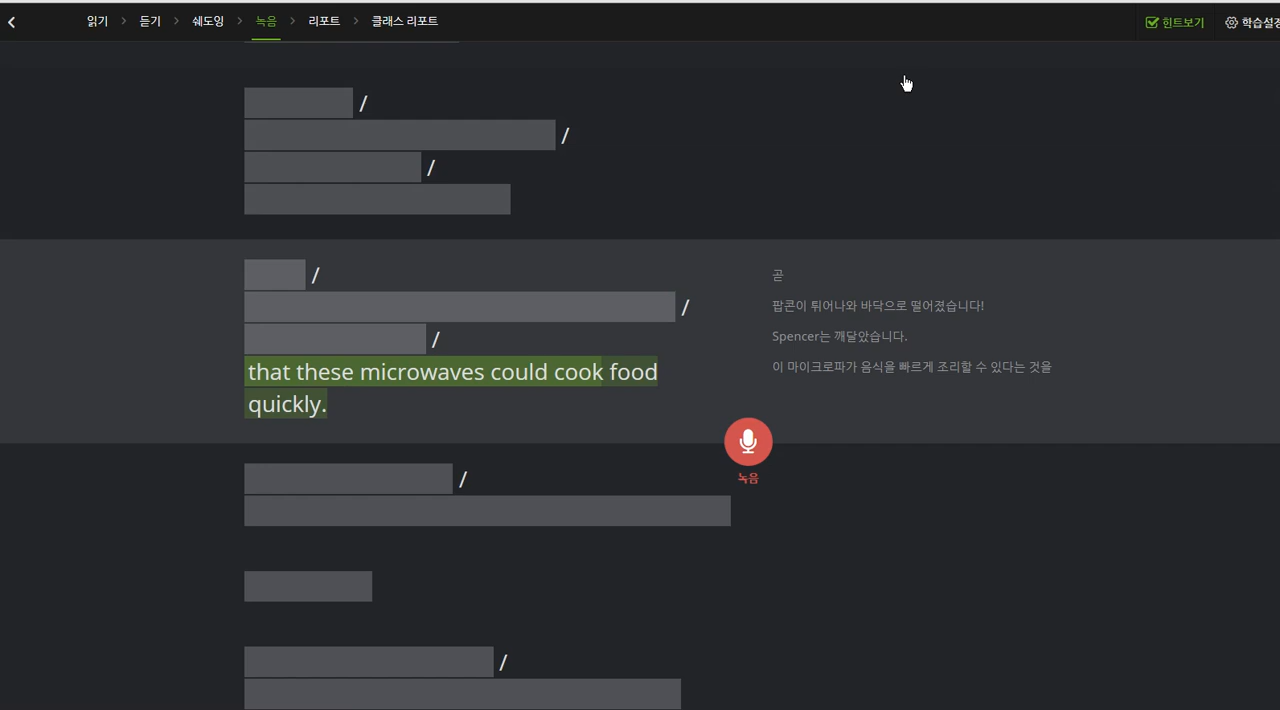 읽기 > 듣기 > 쉐도잉 > 녹음 > 리포트 > 클래스 리포트
힌트보기
학습설정
/
/
/
/
/
/
that these microwaves could cook food
quickly.
곧
팝콘이 튀어나와 바닥으로 떨어졌습니다!
Spencer는 깨달았습니다.
이 마이크로파가 음식을 빠르게 조리할 수 있다는 것을
녹음
/
/